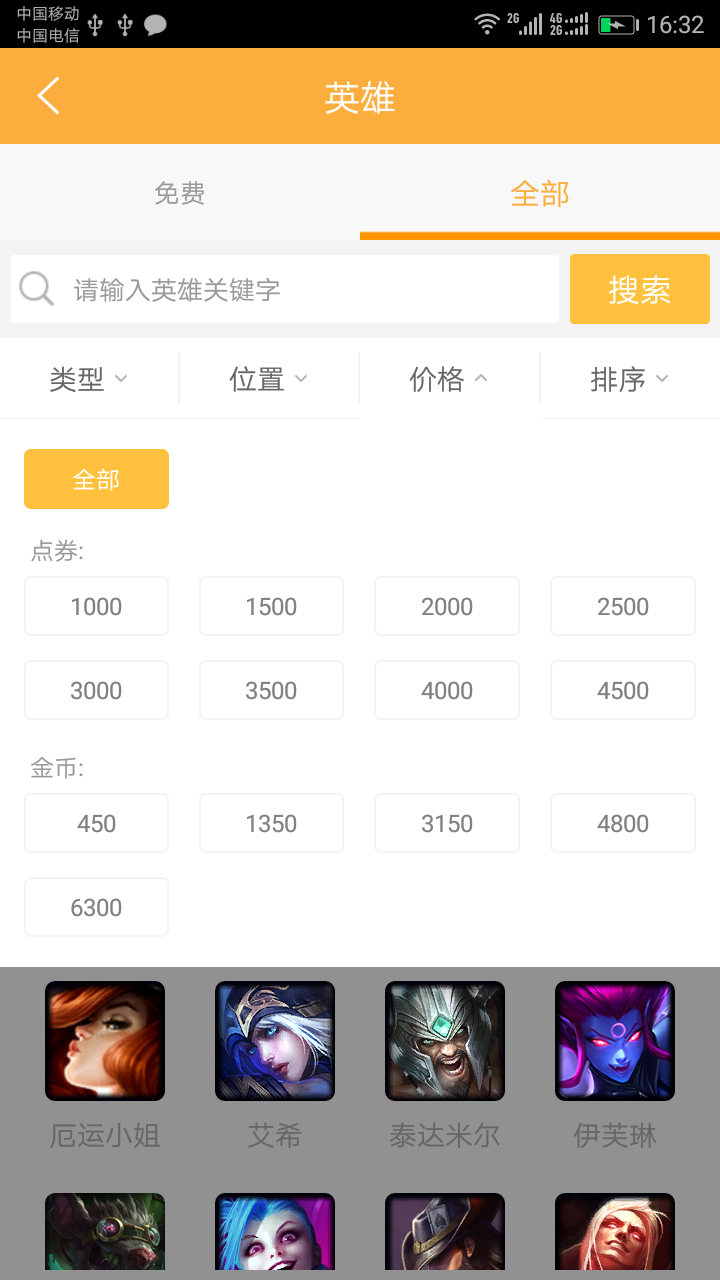 中国移动
中国电信
2G
4G
2G
16:32
英雄
免费 全部
请输入英雄关键字 搜索
类型 位置 价格 排序
全部
点券:
1000 1500 2000 2500
3000 3500 4000 4500
金币:
450 1350 3150 4800
6300
厄运小姐 艾希 泰达米尔 伊芙琳